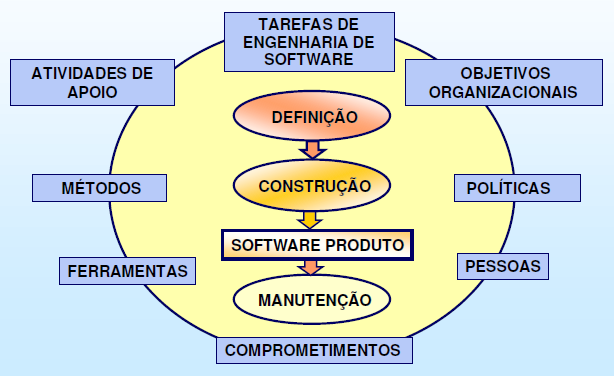 TAREFAS DE
ENGENHARIA DE
SOFTWARE
ATIVIDADES DE
APOIO
OBJETIVOS
ORGANIZACIONAIS
DEFINIÇÃO
MÉTODOS
CONSTRUÇÃO
POLÍTICAS
SOFTWARE PRODUTO
FERRAMENTAS
PESSOAS
MANUTENÇÃO
COMPROMETIMENTOS